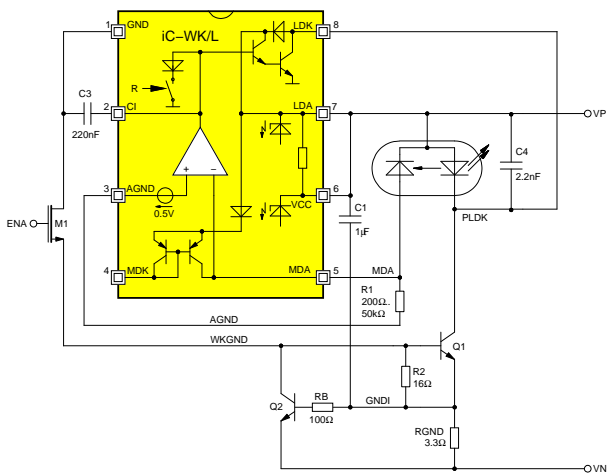 1
GND
iC-WK/L
LDK
8
R
C3
220nF
2
CI
LDA
7
VP
C4
2.2nF
3
AGND
0.5V
VCC
6
C1
1µF
PLDK
ENA
M1
4
MDK
MDA
5
MDA
R1
200Ω..
50kΩ
AGND
WKGND
Q1
R2
16Ω
Q2
RB
100Ω
GNDI
RGND
3.3Ω
VN
+
−